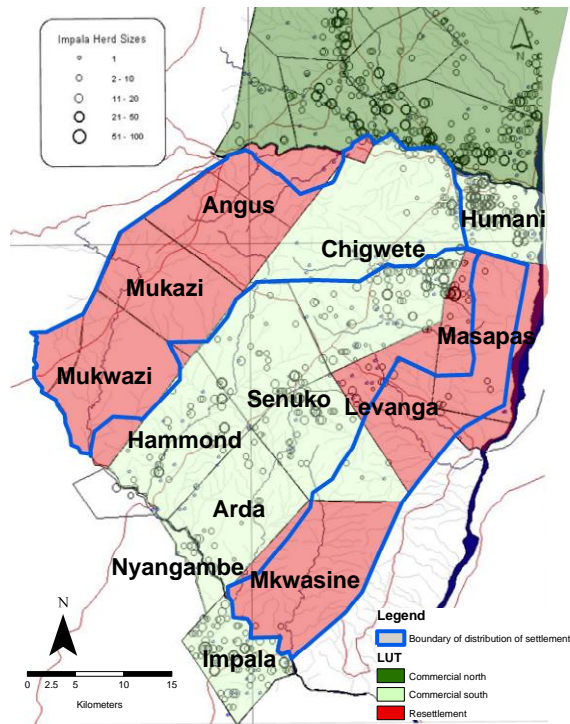 Impala Herd Sizes
1
2 - 10
11 - 20
21 - 50
51 - 100
N
Angus
Humani
Chigwete
Mukazi
Masapas
Mukwazi
Senuko
Levanga
Hammond
Arda
Nyangambe
Mkwasine
Impala
N
0 2.5 5 10 15
Kilometers
Legend
Boundary of distribution of settlement
LUT
Commercial north
Commercial south
Resettlement